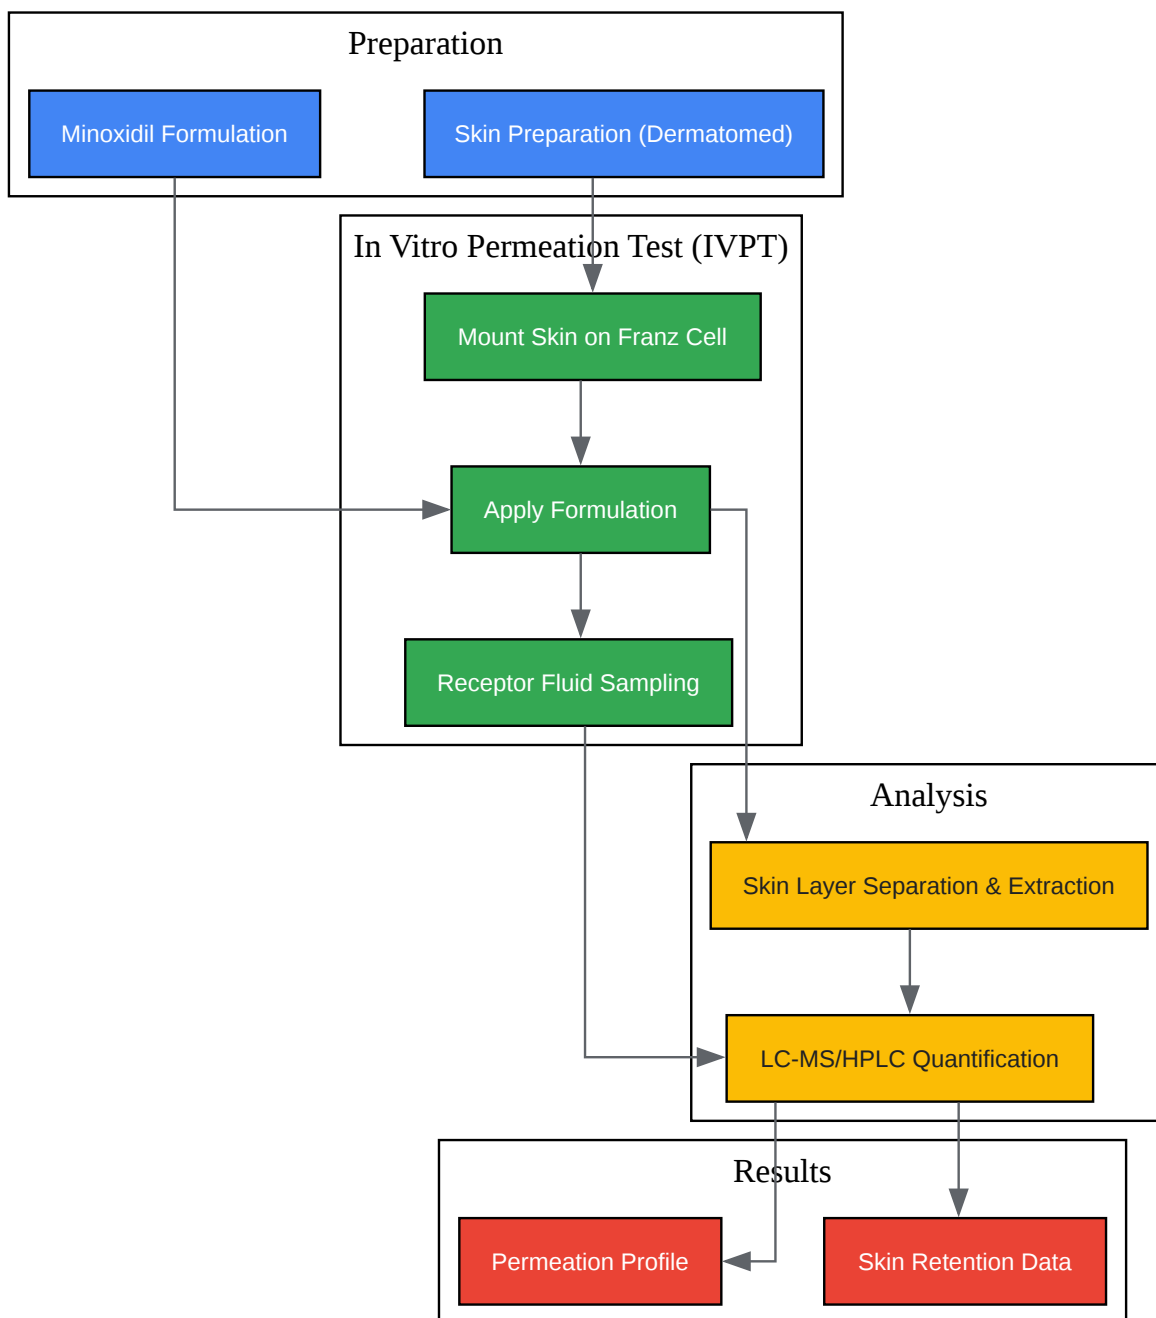 Preparation
Minoxidil Formulation
Skin Preparation (Dermatomed)
In Vitro Permeation Test (IVPT)
Mount Skin on Franz Cell
Apply Formulation
Receptor Fluid Sampling
Analysis
Skin Layer Separation & Extraction
LC-MS/HPLC Quantification
Results
Permeation Profile
Skin Retention Data